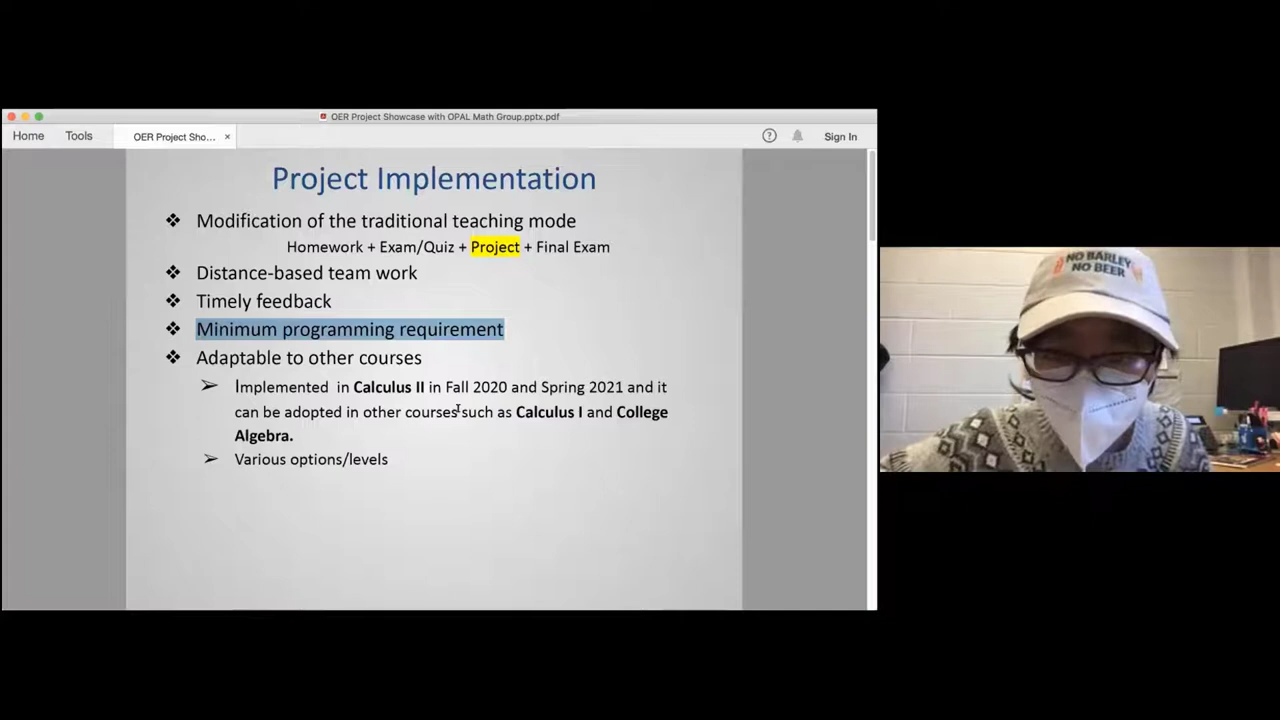 OER Project Showcase with OPAL Math Group.pptx.pdf
Home Tools OER Project Sho... × Sign In
Project Implementation
❖ Modification of the traditional teaching mode
Homework + Exam/Quiz + Project + Final Exam
❖ Distance-based team work
❖ Timely feedback
❖ Minimum programming requirement
❖ Adaptable to other courses
➢ Implemented in Calculus II in Fall 2020 and Spring 2021 and it
can be adopted in other courses such as Calculus I and College
Algebra.
➢ Various options/levels
NO BARLEY
NO BEER